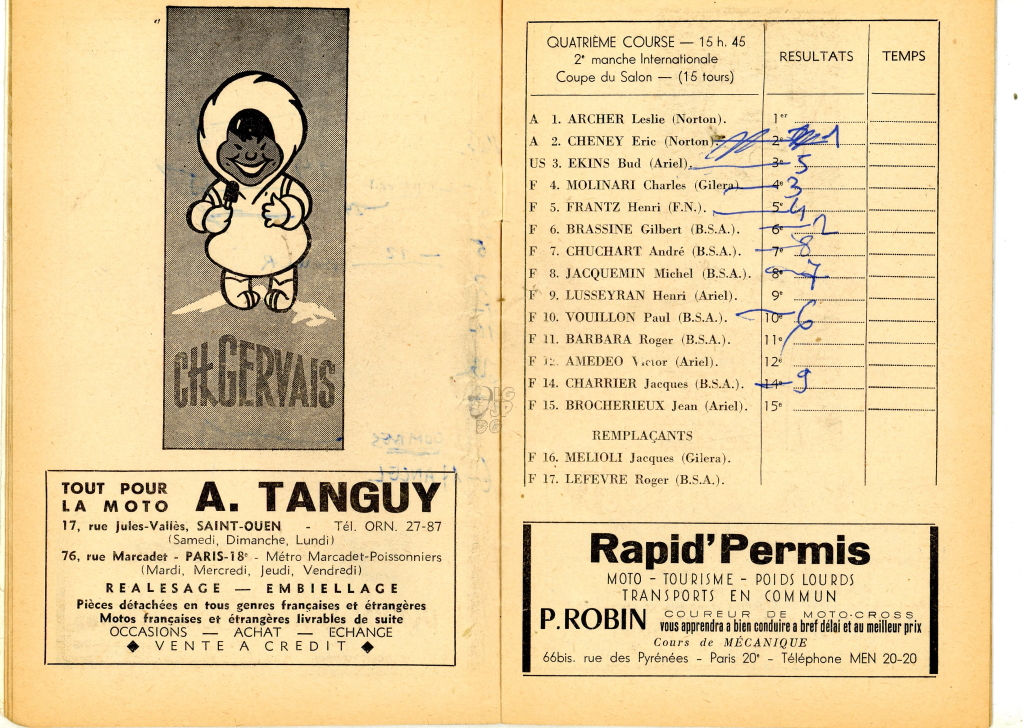 CH. GERVAIS
TOUT POUR
LA MOTO
A. TANGUY
17, rue Jules-Vallès, SAINT-OUEN - Tél. ORN. 27-87
(Samedi, Dimanche, Lundi)
76, rue Marcadet - PARIS-18e - Métro Marcadet-Poissonniers
(Mardi, Mercredi, Jeudi, Vendredi)
REALESAGE — EMBIELLAGE
Pièces détachées en tous genres françaises et étrangères
Motos françaises et étrangères livrables de suite
OCCASIONS — ACHAT — ECHANGE
◆ VENTE A CREDIT ◆
QUATRIÈME COURSE — 15 h. 45
2e manche Internationale
Coupe du Salon — (15 tours)
RESULTATS
TEMPS
A 1. ARCHER Leslie (Norton). 1er
A 2. CHENEY Eric (Norton). 2e 1
US 3. EKINS Bud (Ariel). 3e 5
F 4. MOLINARI Charles (Gilera). 4e 3
F 5. FRANTZ Henri (F.N.). 5e 4
F 6. BRASSINE Gilbert (B.S.A.). 6e 2
F 7. CHUCHART André (B.S.A.). 7e 8
F 8. JACQUEMIN Michel (B.S.A.). 8e 7
F 9. LUSSEYRAN Henri (Ariel). 9e
F 10. VOUILLON Paul (B.S.A.). 10e 6
F 11. BARBARA Roger (B.S.A.). 11e
F 12. AMEDEO Victor (Ariel). 12e
F 14. CHARRIER Jacques (B.S.A.). 14e 9
F 15. BROCHERIEUX Jean (Ariel). 15e
REMPLAÇANTS
F 16. MELIOLI Jacques (Gilera).
F 17. LEFEVRE Roger (B.S.A.).
Rapid'Permis
MOTO - TOURISME - POIDS LOURDS
TRANSPORTS EN COMMUN
P. ROBIN
COUREUR DE MOTO-CROSS
vous apprendra a bien conduire a bref délai et au meilleur prix
Cours de MÉCANIQUE
66bis. rue des Pyrénées - Paris 20e - Téléphone MEN 20-20